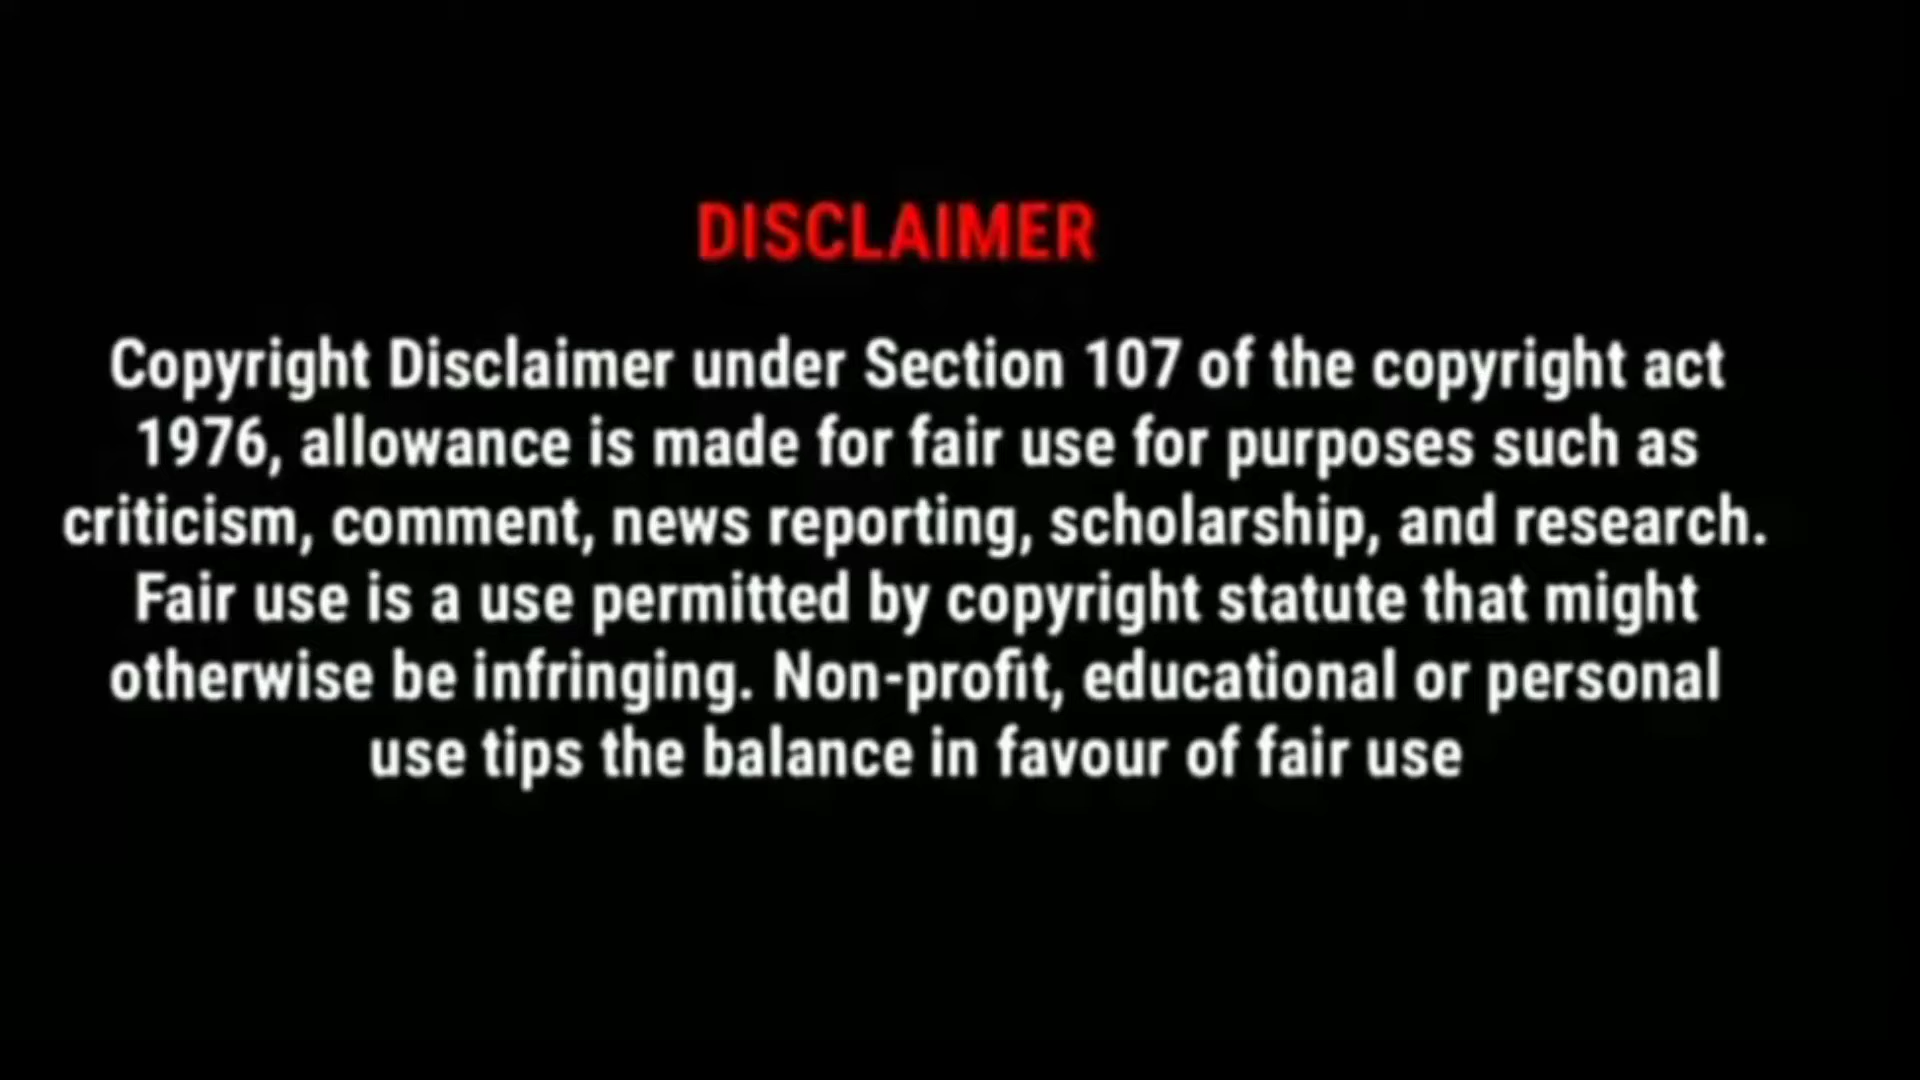 DISCLAIMER
Copyright Disclaimer under Section 107 of the copyright act
1976, allowance is made for fair use for purposes such as
criticism, comment, news reporting, scholarship, and research.
Fair use is a use permitted by copyright statute that might
otherwise be infringing. Non-profit, educational or personal
use tips the balance in favour of fair use